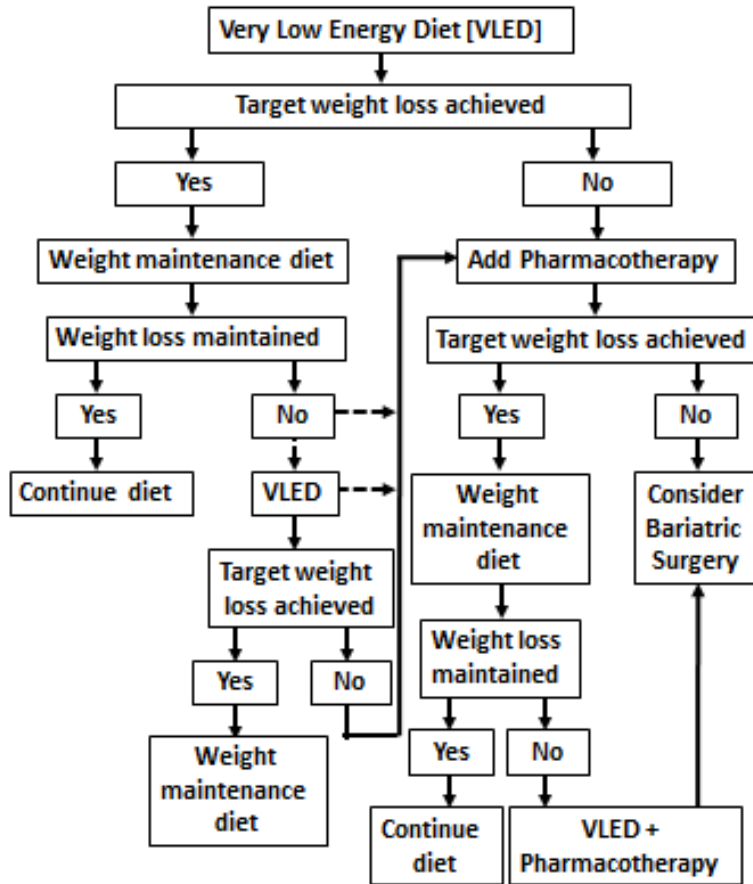 Very Low Energy Diet [VLED]
Target weight loss achieved
Yes
No
Weight maintenance diet
Add Pharmacotherapy
Weight loss maintained
Target weight loss achieved
Yes
No
Yes
No
Continue diet
VLED
Weight
maintenance
diet
Consider
Bariatric
Surgery
Target weight
loss achieved
Weight loss
maintained
Yes
No
Yes
No
Weight
maintenance
diet
Continue
diet
VLED +
Pharmacotherapy